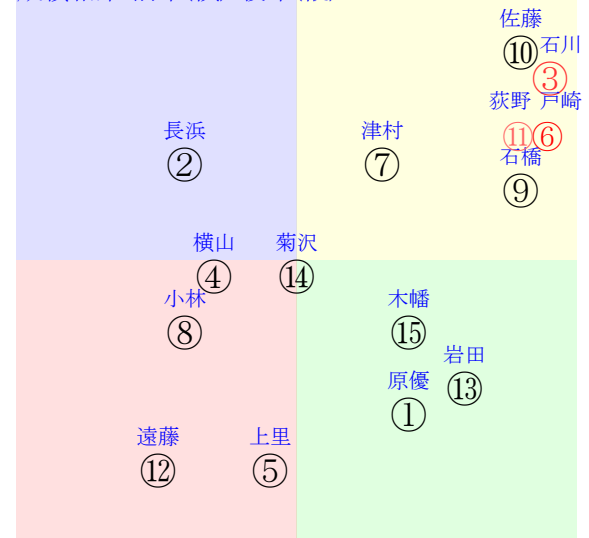 佐藤
⑩ 石川
③
荻野 戸崎
⑪ ⑥
長浜 津村 石橋
② ⑦ ⑨
横山 菊沢
④ ⑭
小林 木幡
⑧ ⑮
岩田
原優 ⑬
①
遠藤 上里
⑫ ⑤